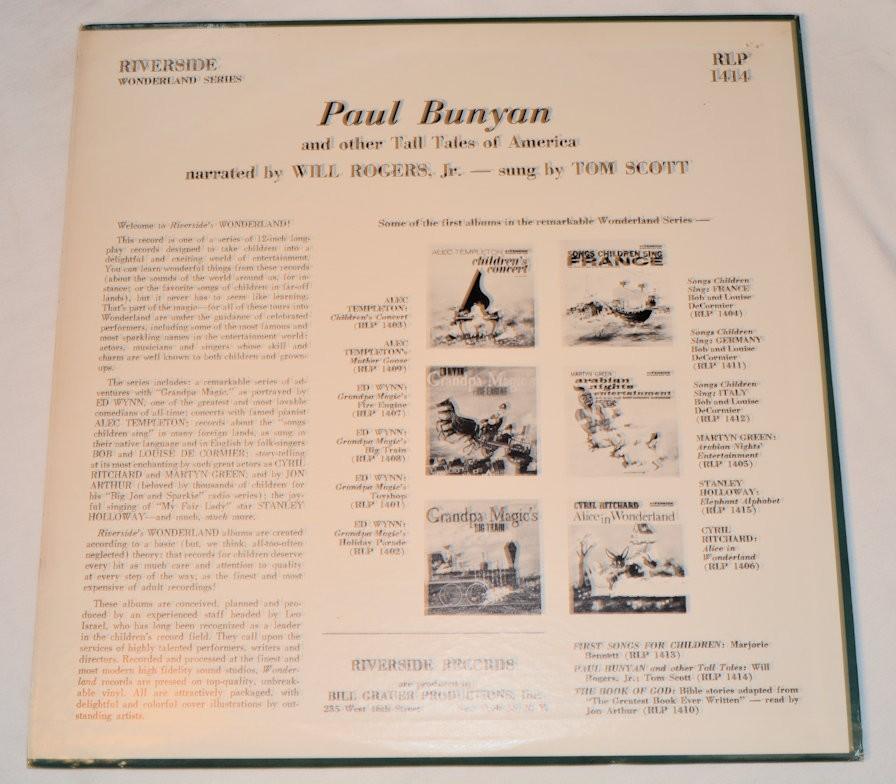 RIVERSIDE
WONDERLAND SERIES
RLP
1414
Paul Bunyan
and other Tall Tales of America
narrated by WILL ROGERS, Jr. — sung by TOM SCOTT
Welcome to Riverside's WONDERLAND!
This record is one of a series of 12-inch long-
play records designed to take children into a
delightful and exciting world of entertainment.
You can learn wonderful things from these records
(about the sounds of the world around us, for in-
stance; or the favorite songs of children in far-off
lands), but it never has to seem like learning.
That's part of the magic—for all of these tours into
Wonderland are under the guidance of celebrated
performers, including some of the most famous and
most sparkling names in the entertainment world:
actors, musicians and singers whose skill and
charm are well known to both children and grown-
ups.
The series includes: a remarkable series of ad-
ventures with "Grandpa Magic," as portrayed by
ED WYNN, one of the greatest and most lovable
comedians of all-time; concerts with famed pianist
ALEC TEMPLETON; records about the "songs
children sing" in many foreign lands, as sung in
their native language and in English by folk-singers
BOB and LOUISE DE CORMIER; story-telling
at its most enchanting by such great actors as CYRIL
RITCHARD and MARTYN GREEN; and by JON
ARTHUR (beloved by thousands of children for
his "Big Jon and Sparkie" radio series); the joy-
ful singing of "My Fair Lady" star STANLEY
HOLLOWAY—and much, much more.
Riverside's WONDERLAND albums are created
according to a basic (but, we think, all-too-often
neglected) theory: that records for children deserve
every bit as much care and attention to quality
at every step of the way, as the finest and most
expensive of adult recordings!
These albums are conceived, planned and pro-
duced by an experienced staff headed by Leo
Israel, who has long been recognized as a leader
in the children's record field. They call upon the
services of highly talented performers, writers and
directors. Recorded and processed at the finest and
most modern high fidelity sound studios, Wonder-
land records are pressed on top-quality, unbreak-
able vinyl. All are attractively packaged, with
delightful and colorful cover illustrations by out-
standing artists.
Some of the first albums in the remarkable Wonderland Series —
ALEC
TEMPLETON:
Children's Concert
(RLP 1403)
ALEC
TEMPLETON's
Mother Goose
(RLP 1409)
ED WYNN:
Grandpa Magic's
Fire Engine
(RLP 1407)
ED WYNN:
Grandpa Magic's
Big Train
(RLP 1408)
ED WYNN:
Grandpa Magic's
Toyshop
(RLP 1401)
ED WYNN:
Grandpa Magic's
Holiday Parade
(RLP 1402)
ALEC TEMPLETON
children's
concert
SONGS CHILDREN SING
FRANCE
Grandpa Magic's
FIRE ENGINE
MARTYN GREEN
arabian
nights
entertainment
Grandpa Magic's
BIG TRAIN
CYRIL RITCHARD
Alice in Wonderland
Songs Children
Sing: FRANCE
Bob and Louise
DeCormier
(RLP 1404)
Songs Children
Sing: GERMANY
Bob and Louise
DeCormier
(RLP 1411)
Songs Children
Sing: ITALY
Bob and Louise
DeCormier
(RLP 1412)
MARTYN GREEN:
Arabian Nights'
Entertainment
(RLP 1405)
STANLEY
HOLLOWAY:
Elephant Alphabet
(RLP 1415)
CYRIL
RITCHARD:
Alice in
Wonderland
(RLP 1406)
FIRST SONGS FOR CHILDREN: Marjorie
Bennett (RLP 1413)
PAUL BUNYAN and other Tall Tales: Will
Rogers, Jr.; Tom Scott (RLP 1414)
THE BOOK OF GOD: Bible stories adapted from
"The Greatest Book Ever Written" — read by
Jon Arthur (RLP 1410)
RIVERSIDE RECORDS
are produced by
BILL GRAUER PRODUCTIONS, Inc.
235 West 46th Street